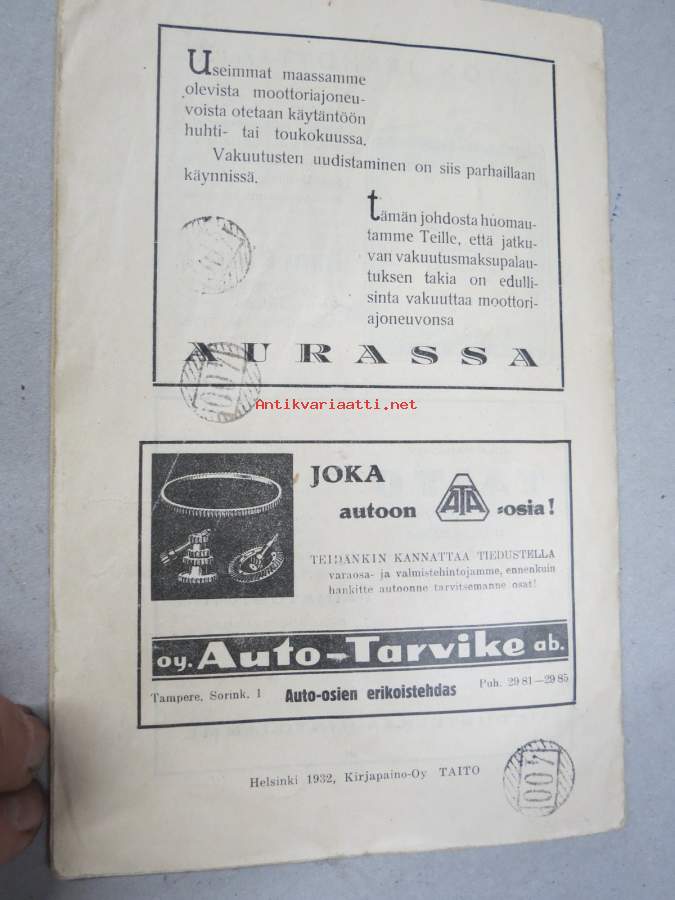 Useimmat maassamme
olevista moottoriajoneu-
voista otetaan käytäntöön
huhti- tai toukokuussa.
Vakuutusten uudistaminen on siis parhaillaan
käynnissä.
tämän johdosta huomau-
tamme Teille, että jatku-
van vakuutusmaksupalau-
tuksen takia on edulli-
sinta vakuuttaa moottori-
ajoneuvonsa
AURASSA
Antikvariaatti.net
JOKA
autoon ATA -osia!
TEIDÄNKIN KANNATTAA TIEDUSTELLA
varaosa- ja valmistehintojamme, ennenkuin
hankitte autoonne tarvitsemanne osat!
oy. Auto-Tarvike ab.
Tampere, Sorink. 1 Auto-osien erikoistehdas Puh. 29 81—29 85
Helsinki 1932, Kirjapaino-Oy TAITO